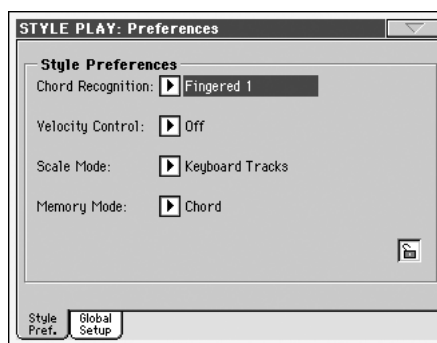 STYLE PLAY: Preferences
Style Preferences
Chord Recognition: Fingered 1
Velocity Control: Off
Scale Mode: Keyboard Tracks
Memory Mode: Chord
Style Global
Pref. Setup